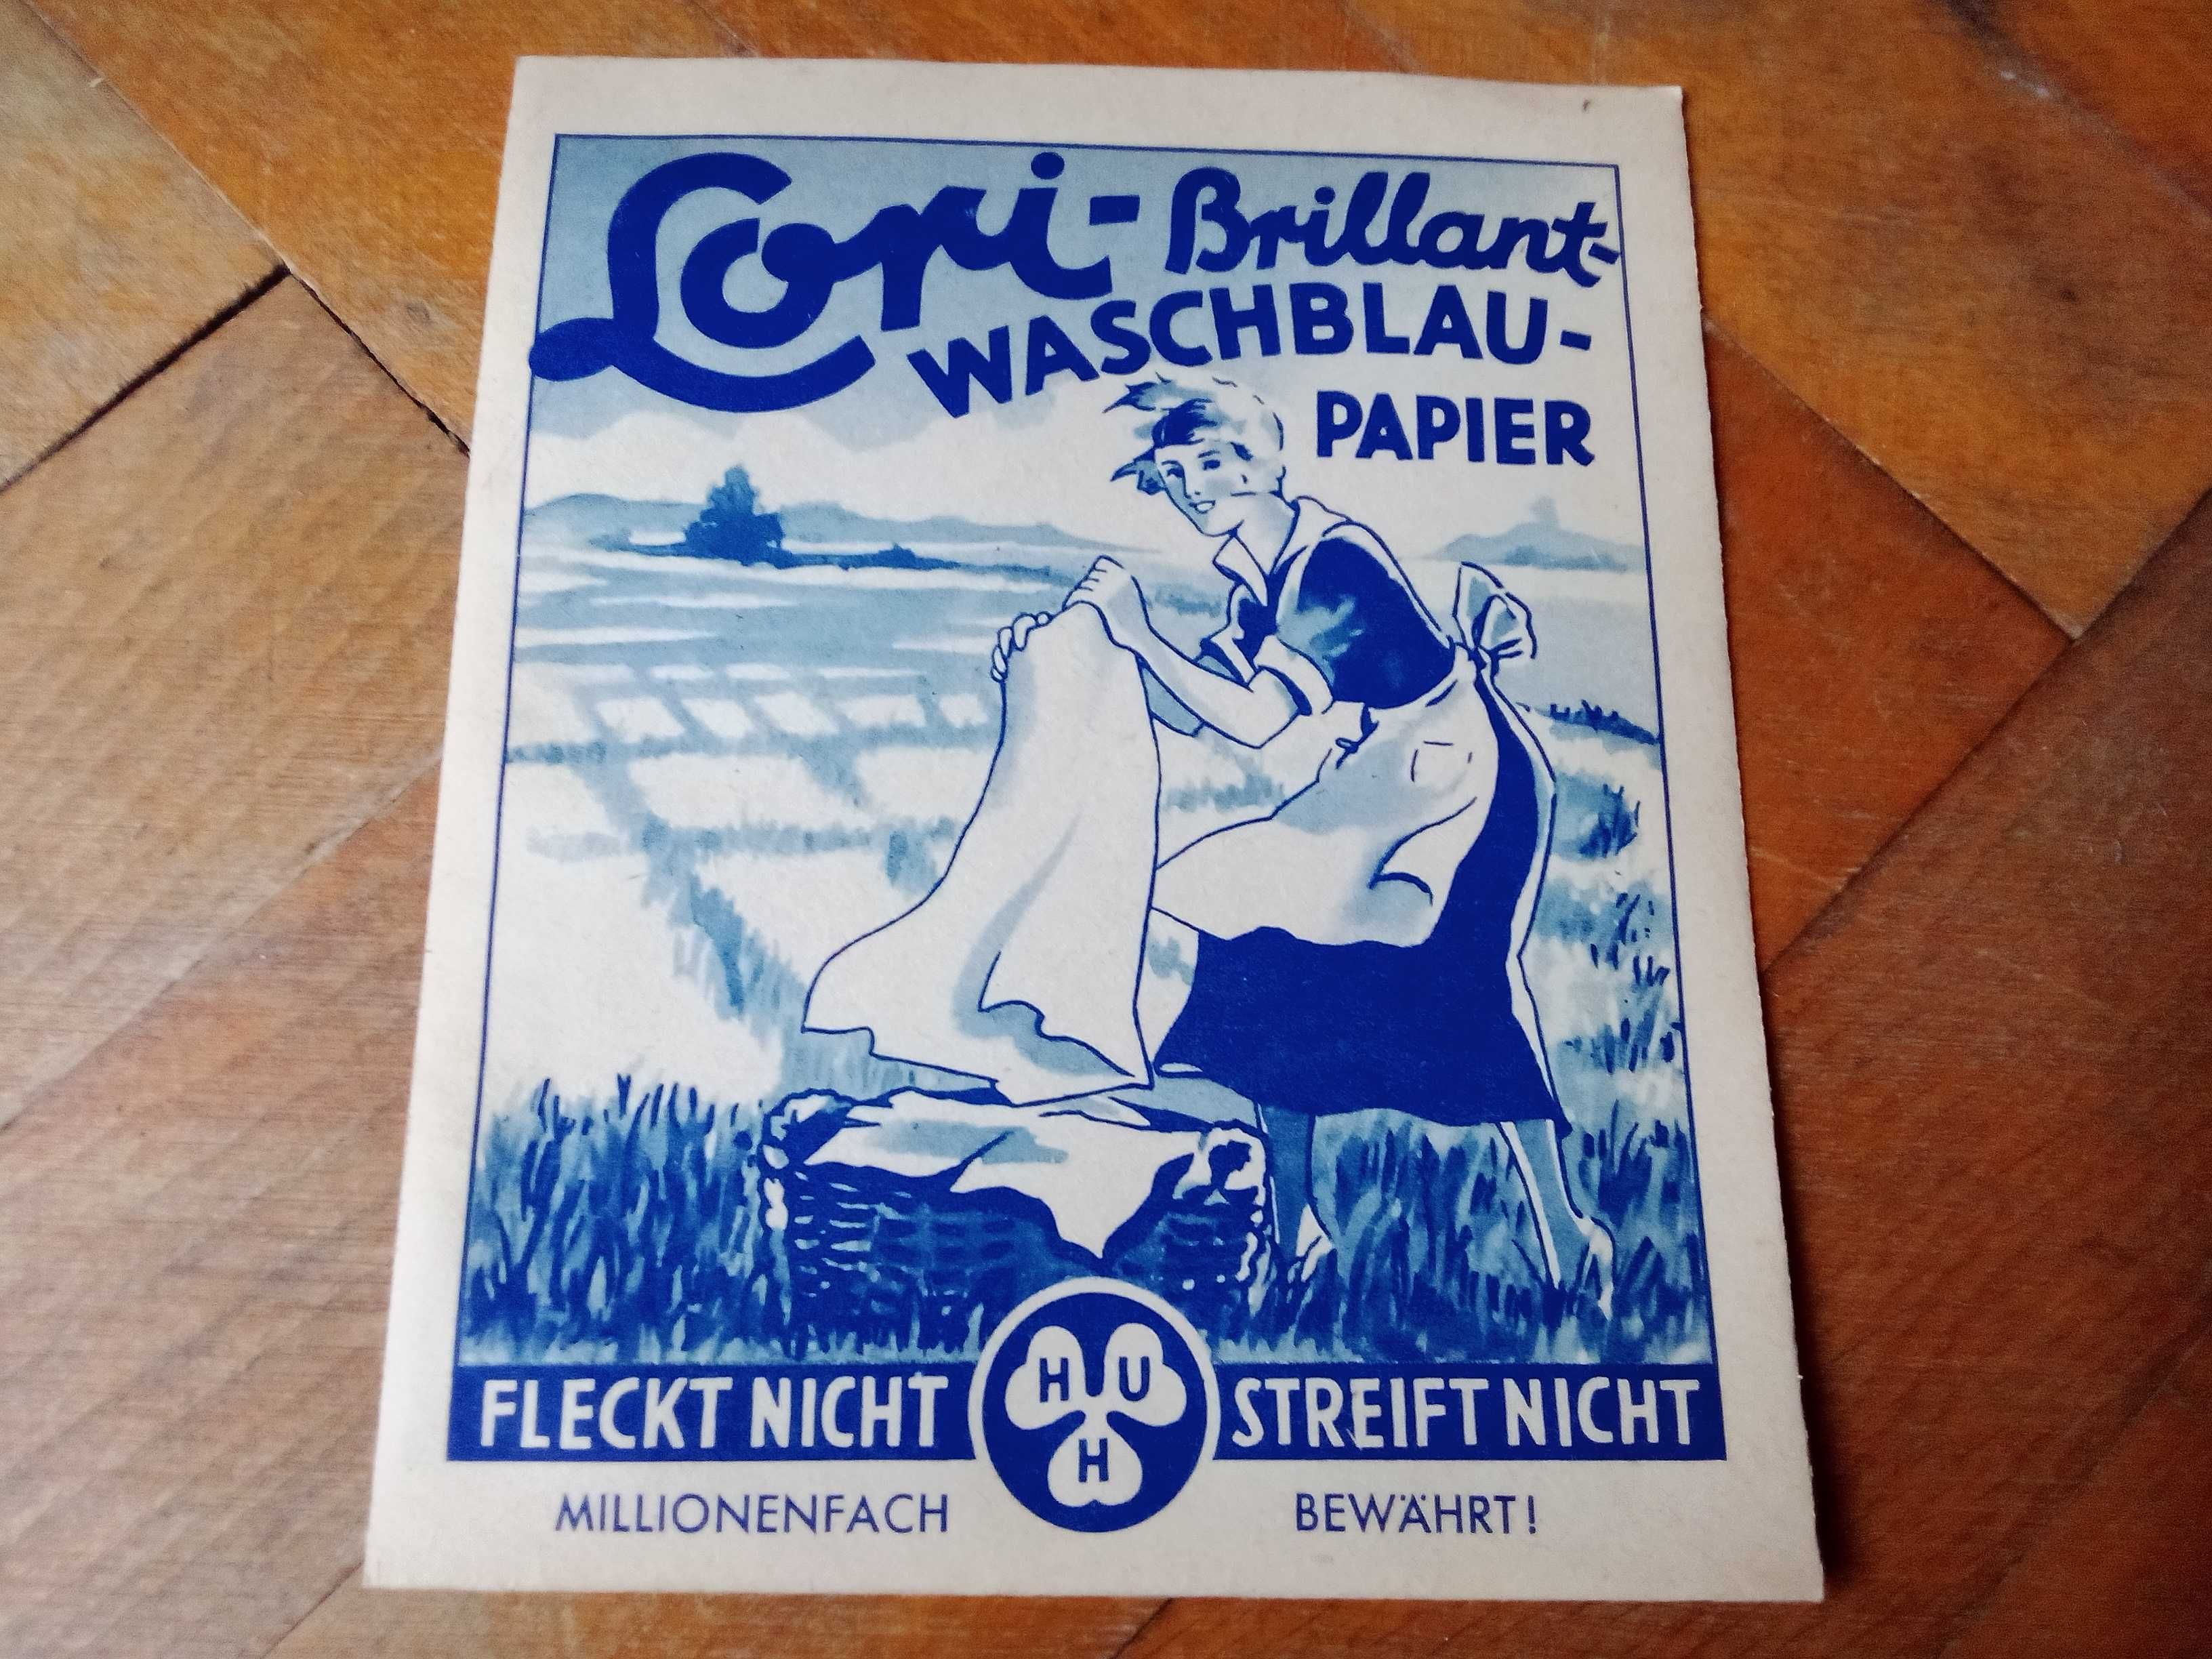 Lori-Brillant-
WASCHBLAU-
PAPIER
FLECKT NICHT
H U
H
STREIFT NICHT
MILLIONENFACH
BEWÄHRT!